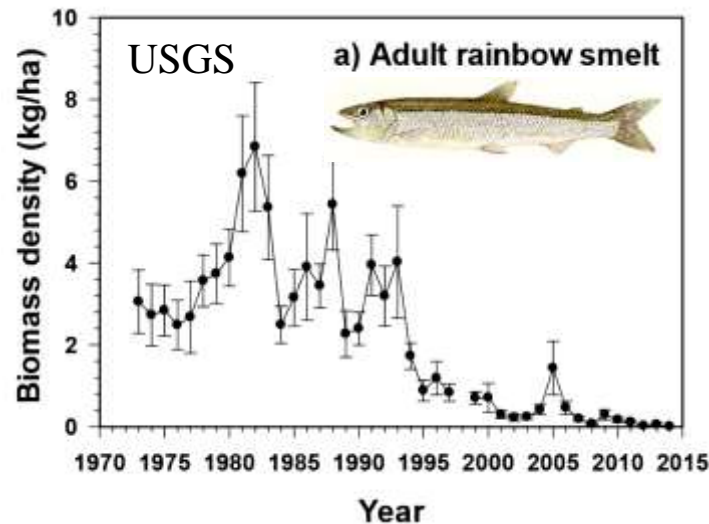 USGS
a) Adult rainbow smelt
Biomass density (kg/ha)
10
8
6
4
2
0
1970 1975 1980 1985 1990 1995 2000 2005 2010 2015
Year